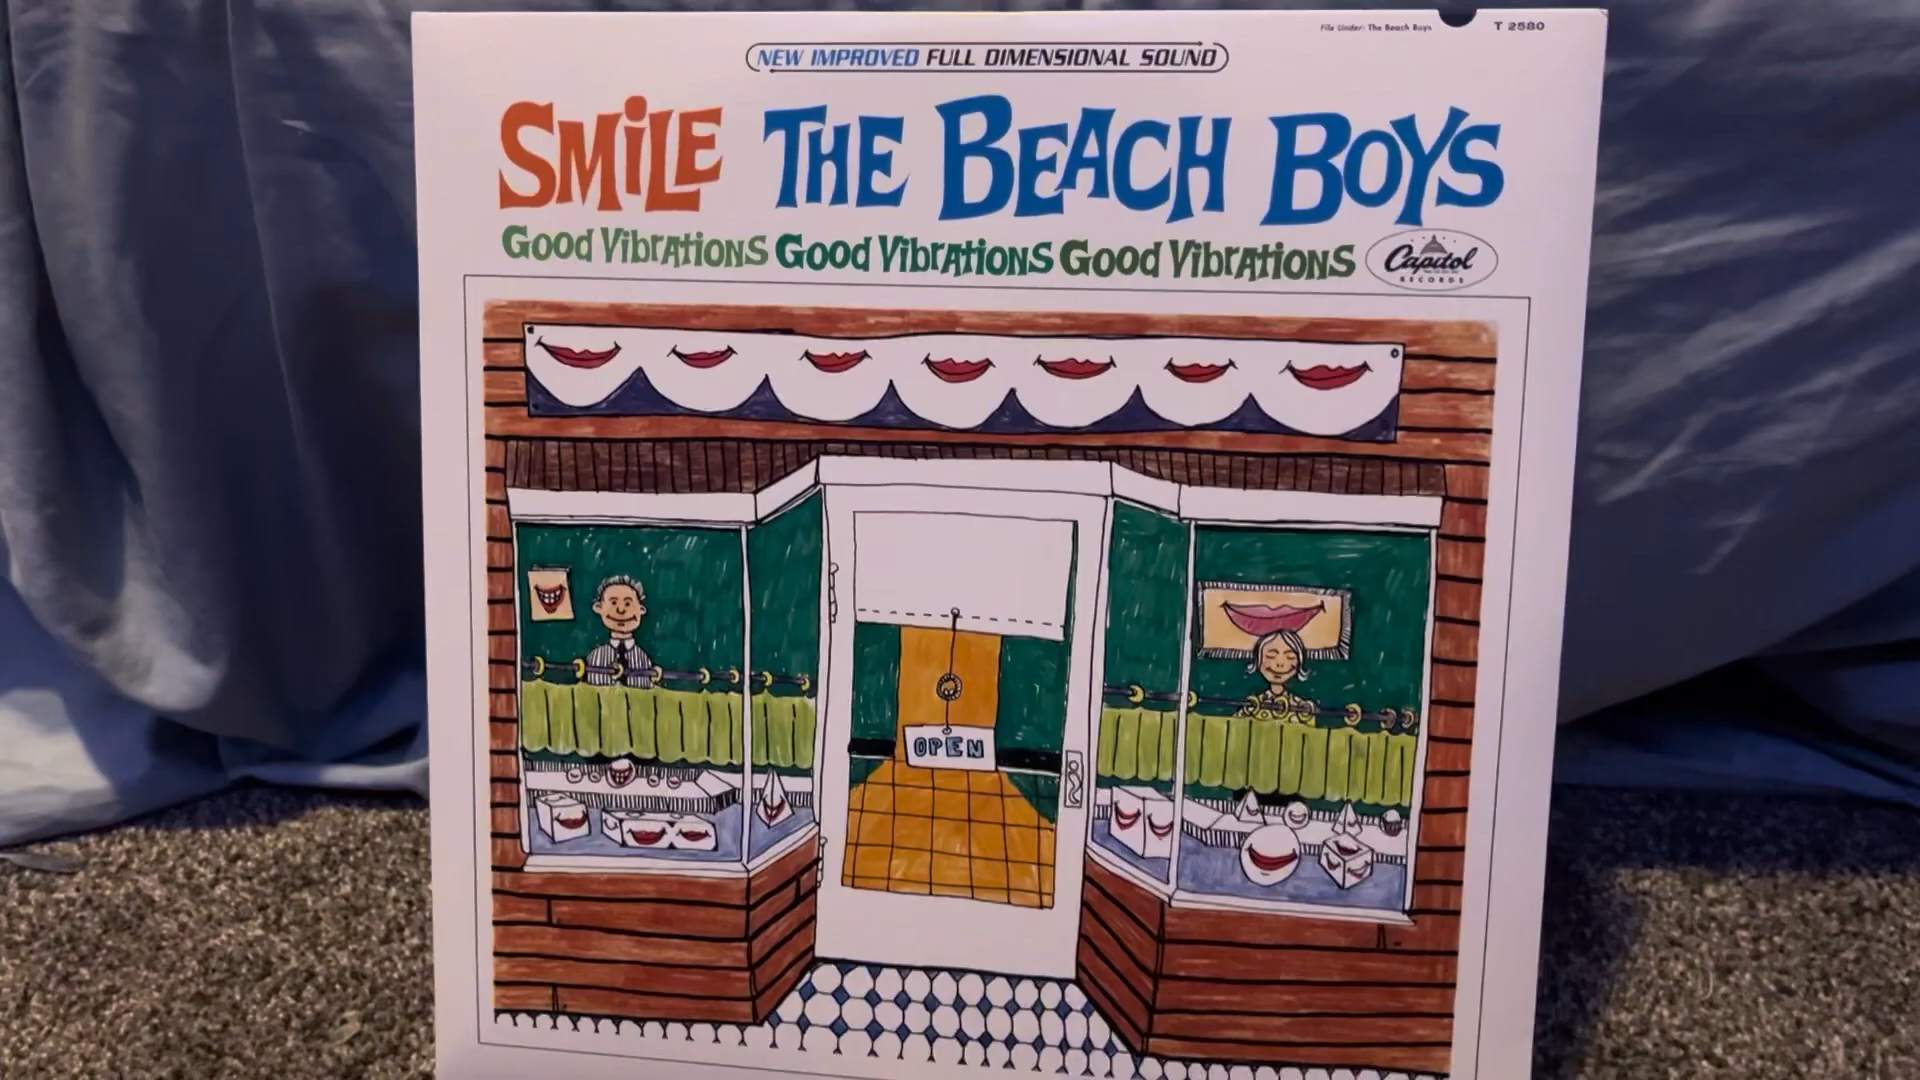 File Under: The Beach Boys T 2580
NEW IMPROVED FULL DIMENSIONAL SOUND
SMiLE THE BEACH BOYS
Good Vibrations Good Vibrations Good Vibrations
Capitol
RECORDS
OPEN